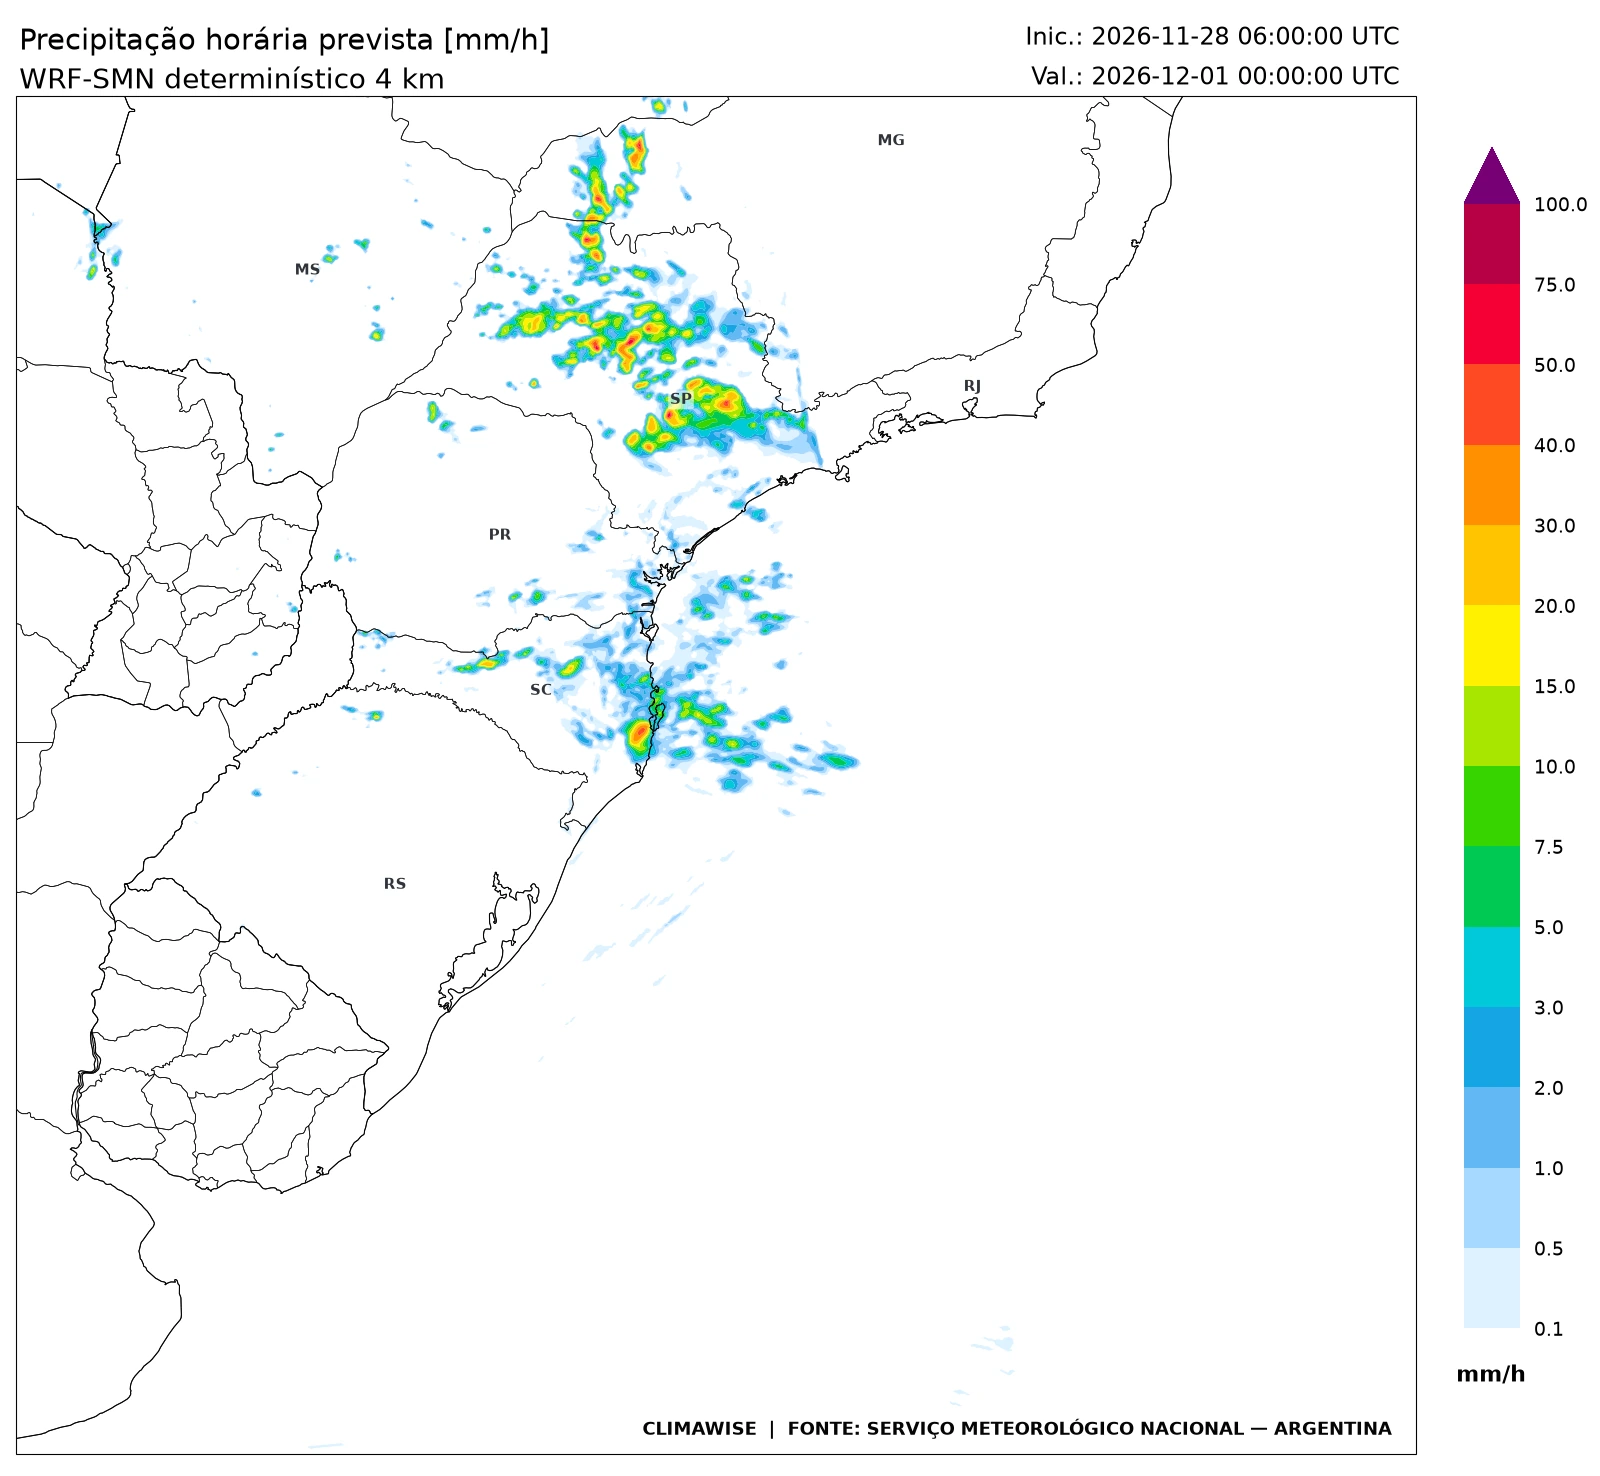 Precipitação horária prevista [mm/h]
WRF-SMN determinístico 4 km
Inic.: 2026-11-28 06:00:00 UTC
Val.: 2026-12-01 00:00:00 UTC
MG
MS
RJ
SP
PR
SC
RS
100.0
75.0
50.0
40.0
30.0
20.0
15.0
10.0
7.5
5.0
3.0
2.0
1.0
0.5
0.1
mm/h
CLIMAWISE | FONTE: SERVIÇO METEOROLÓGICO NACIONAL — ARGENTINA